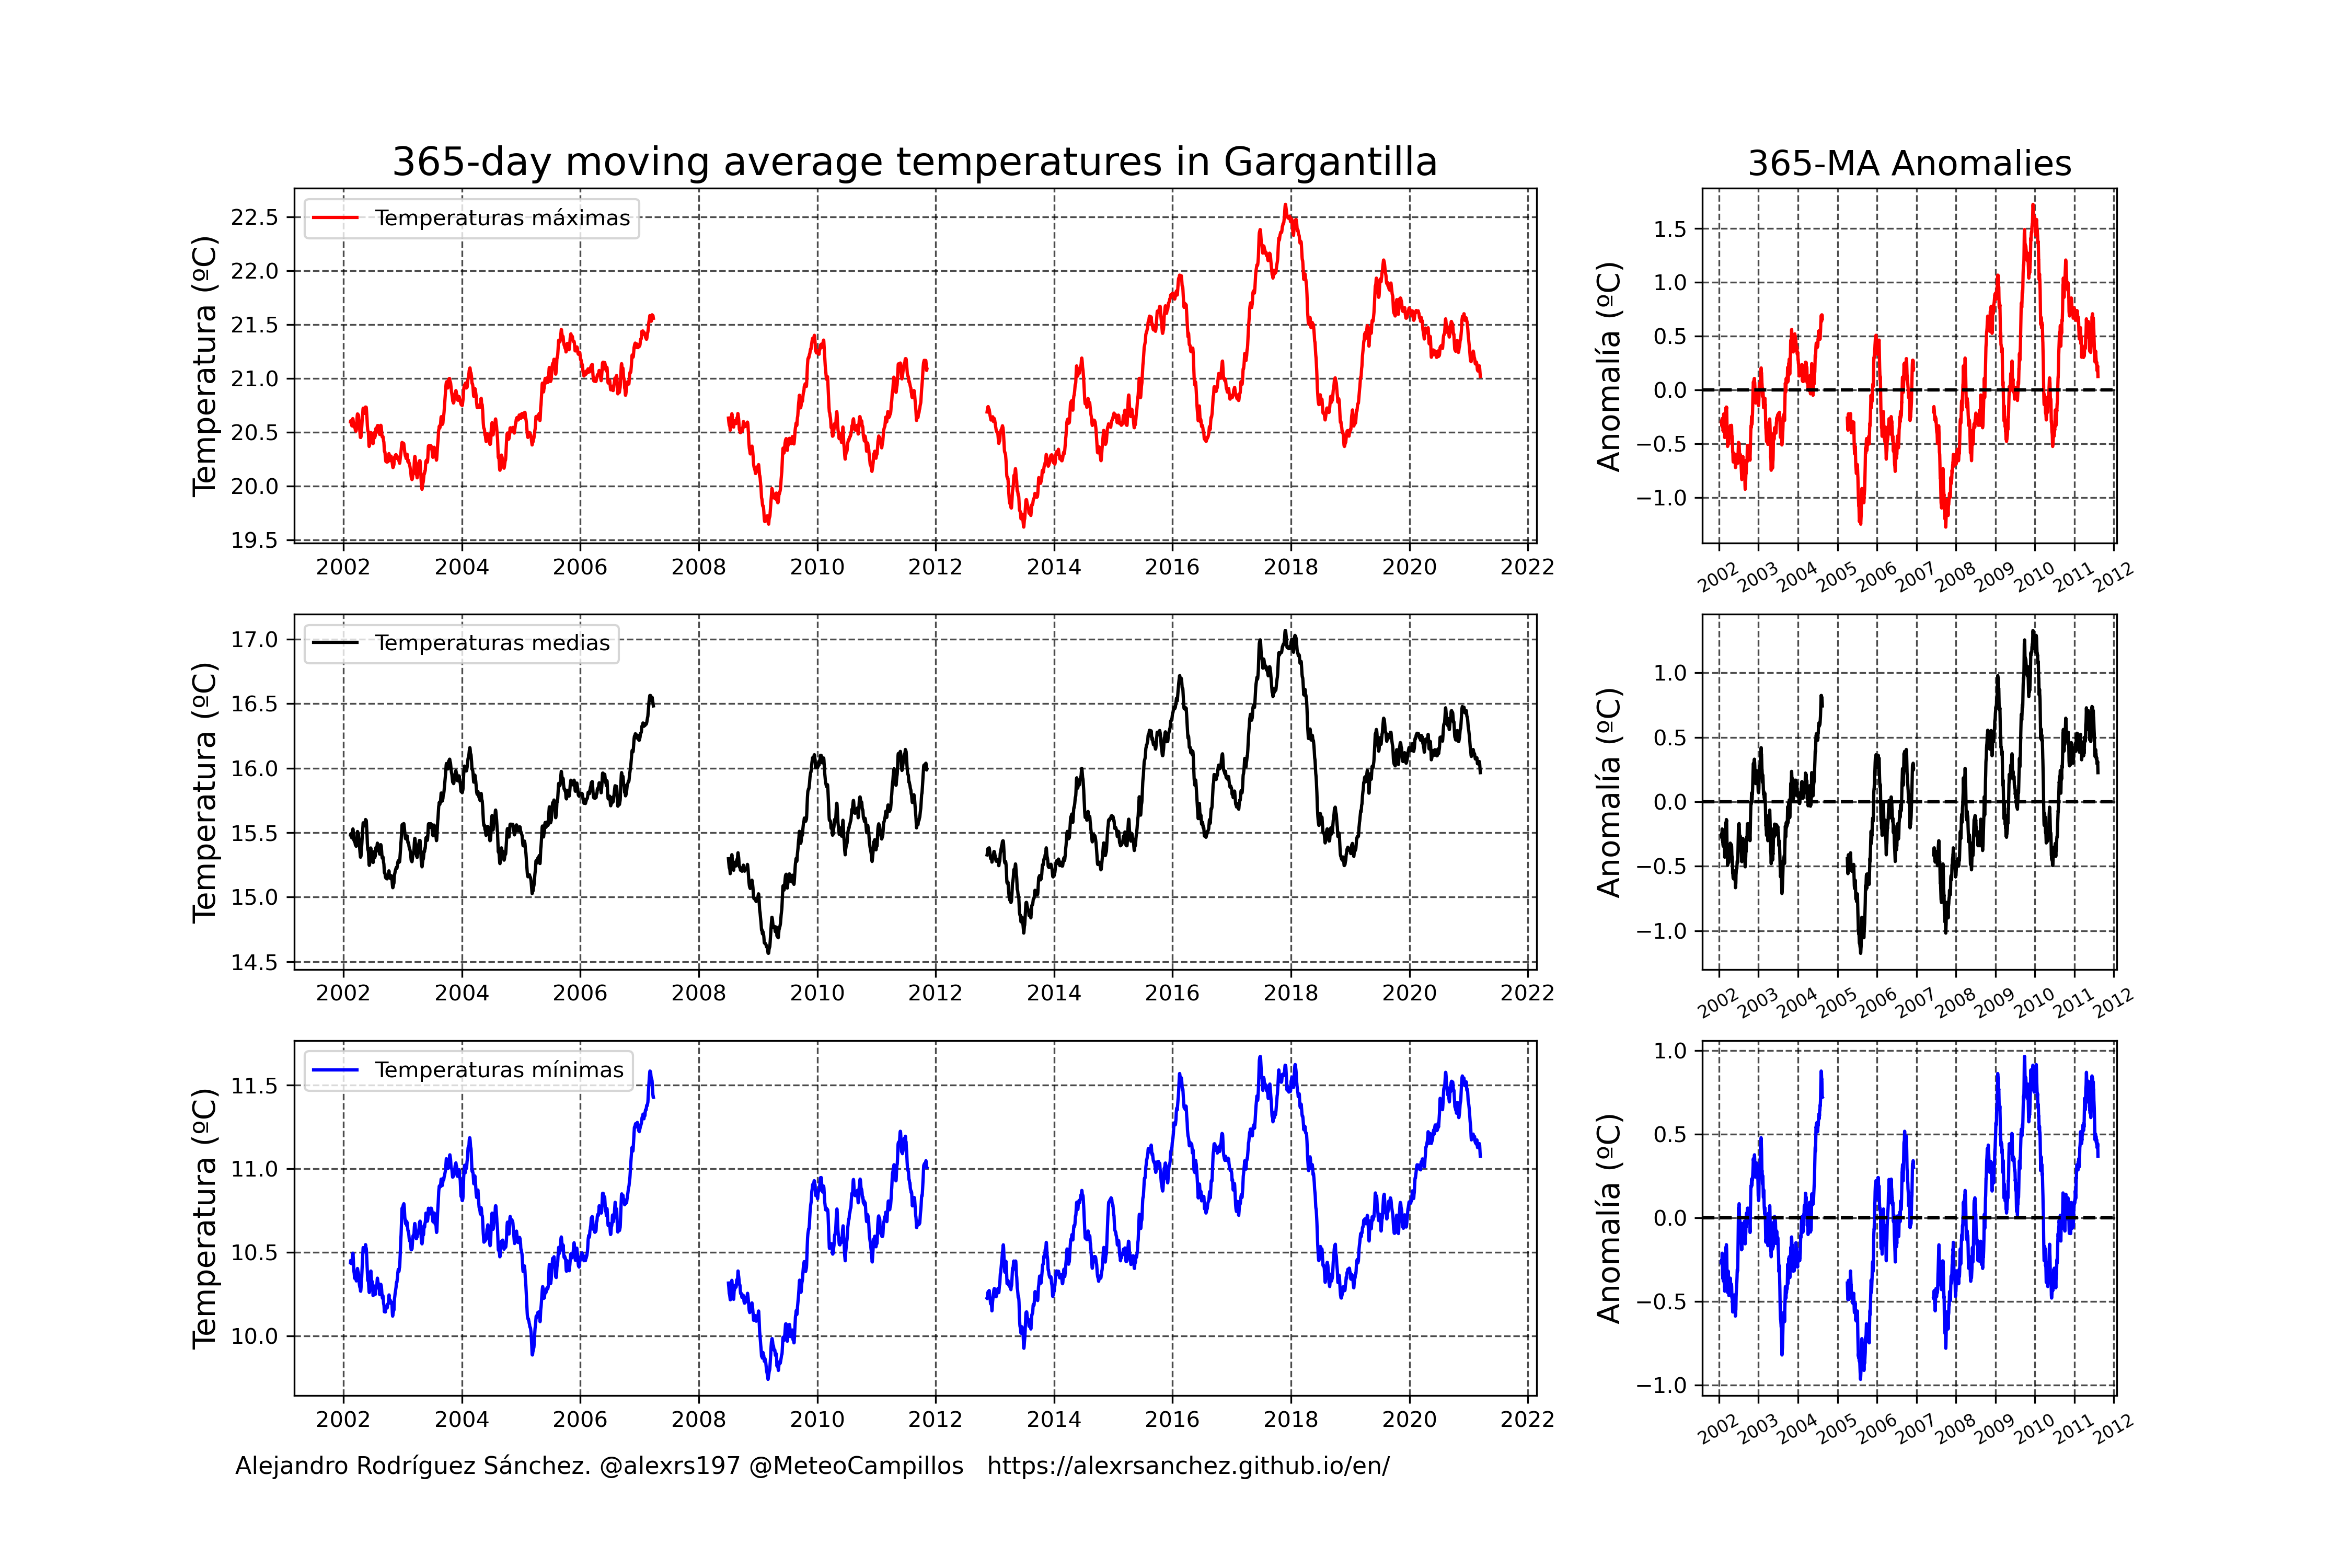 365-day moving average temperatures in Gargantilla
365-MA Anomalies
Temperaturas máximas
Temperatura (ºC)
22.5
22.0
21.5
21.0
20.5
20.0
19.5
2002 2004 2006 2008 2010 2012 2014 2016 2018 2020 2022
Anomalía (ºC)
1.5
1.0
0.5
0.0
−0.5
−1.0
2002 2003 2004 2005 2006 2007 2008 2009 2010 2011 2012
Temperaturas medias
Temperatura (ºC)
17.0
16.5
16.0
15.5
15.0
14.5
2002 2004 2006 2008 2010 2012 2014 2016 2018 2020 2022
Anomalía (ºC)
1.0
0.5
0.0
−0.5
−1.0
2002 2003 2004 2005 2006 2007 2008 2009 2010 2011 2012
Temperaturas mínimas
Temperatura (ºC)
11.5
11.0
10.5
10.0
2002 2004 2006 2008 2010 2012 2014 2016 2018 2020 2022
Anomalía (ºC)
1.0
0.5
0.0
−0.5
−1.0
2002 2003 2004 2005 2006 2007 2008 2009 2010 2011 2012
Alejandro Rodríguez Sánchez. @alexrs197 @MeteoCampillos https://alexrsanchez.github.io/en/